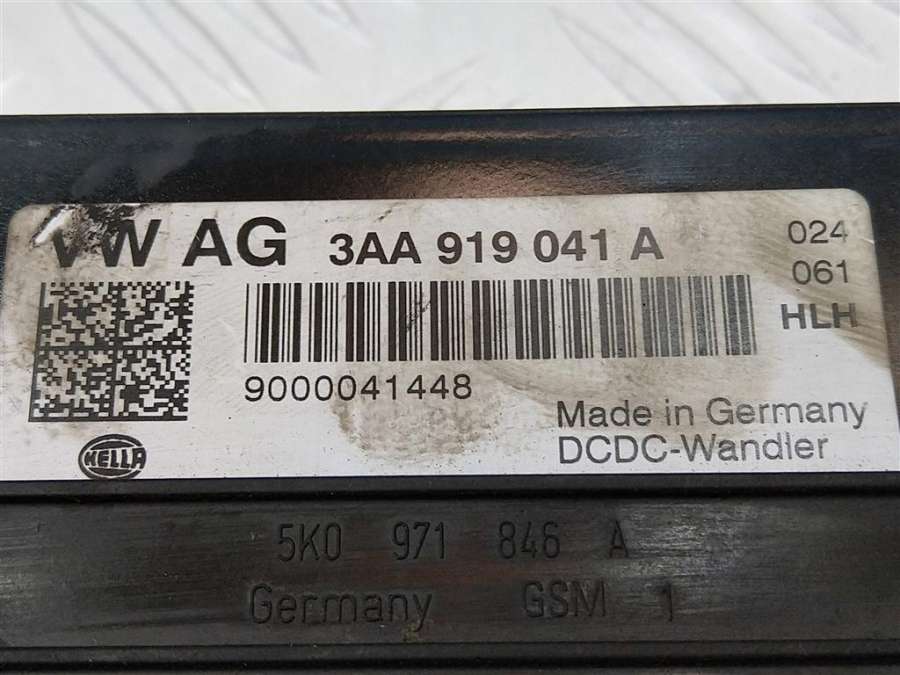 VW AG 3AA 919 041 A
024
061
HLH
9000041448
Made in Germany
DCDC-Wandler
HELLA
5K0 971 846 A
Germany GSM 1